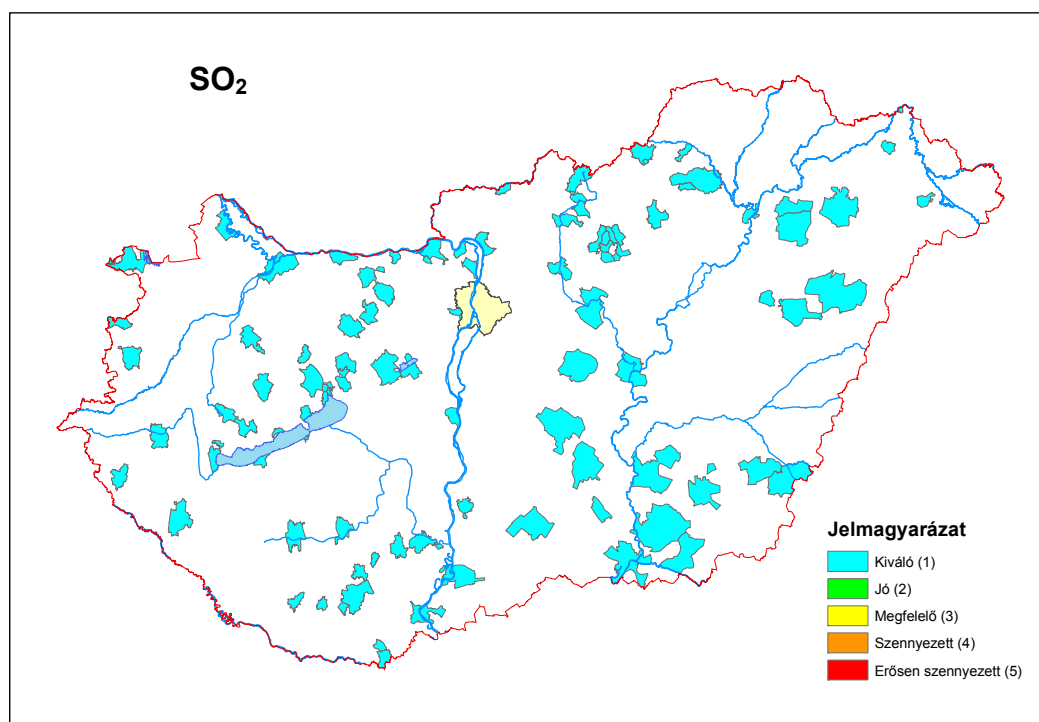 SO₂
Jelmagyarázat
Kiváló (1)
Jó (2)
Megfelelő (3)
Szennyezett (4)
Erősen szennyezett (5)